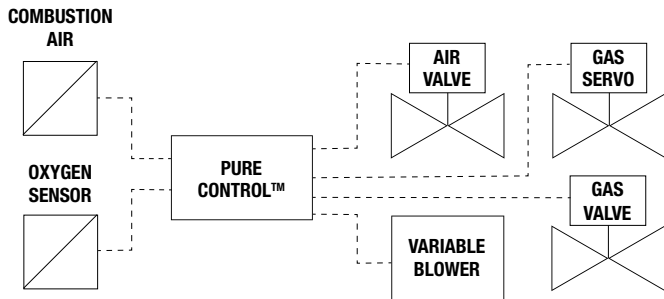 COMBUSTION
AIR
OXYGEN
SENSOR
PURE
CONTROL™
AIR
VALVE
GAS
SERVO
GAS
VALVE
VARIABLE
BLOWER